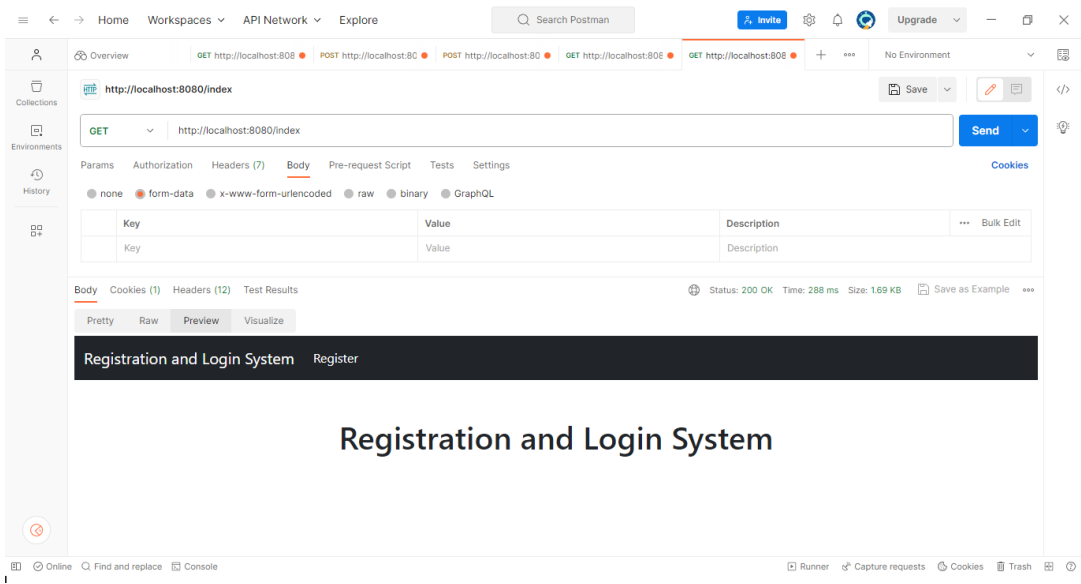 Home Workspaces API Network Explore Search Postman Invite Upgrade
Overview GET http://localhost:808 POST http://localhost:80 POST http://localhost:80 GET http://localhost:808 GET http://localhost:808 No Environment
HTTP http://localhost:8080/index Save
Collections
GET http://localhost:8080/index Send
Environments
Params Authorization Headers (7) Body Pre-request Script Tests Settings Cookies
History
none form-data x-www-form-urlencoded raw binary GraphQL
Key Value Description Bulk Edit
Key Value Description
Body Cookies (1) Headers (12) Test Results Status: 200 OK Time: 288 ms Size: 1.69 KB Save as Example
Pretty Raw Preview Visualize
Registration and Login System Register
Registration and Login System
Online Find and replace Console Runner Capture requests Cookies Trash